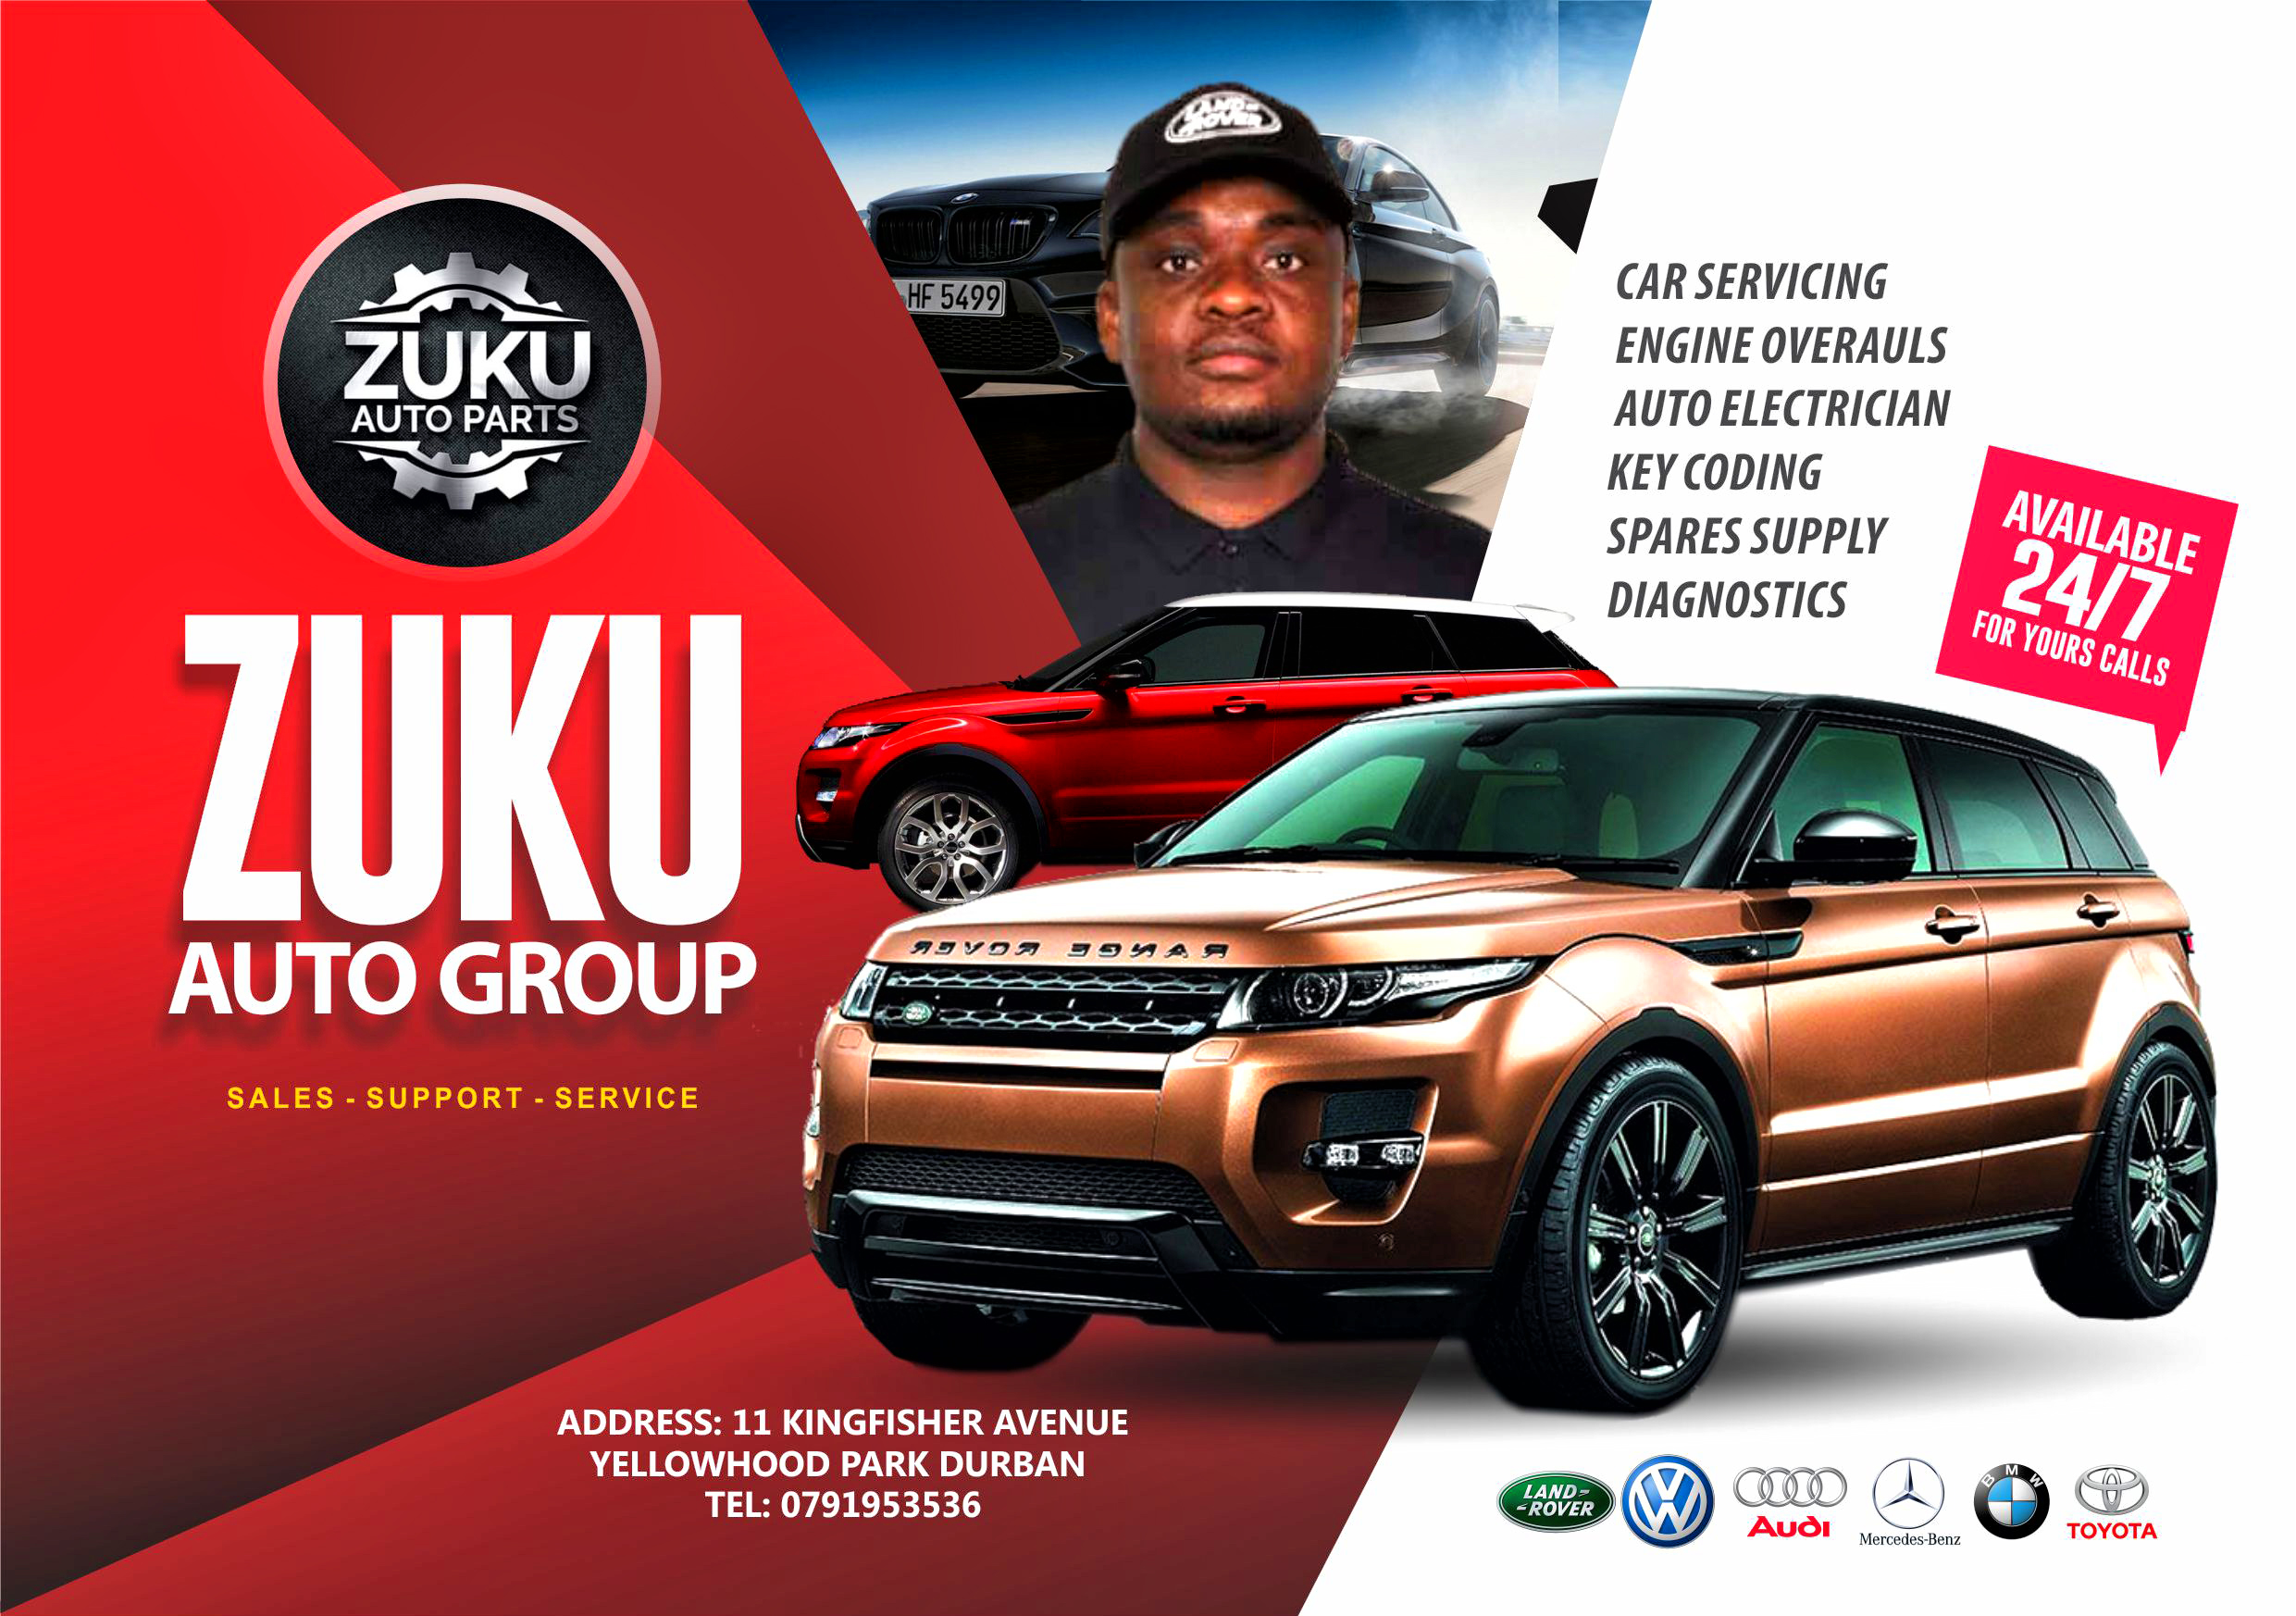 ZUKU
AUTO PARTS
ZUKU
AUTO GROUP
SALES - SUPPORT - SERVICE
LAND-
ROVER
HF 5499
CAR SERVICING
ENGINE OVERAULS
AUTO ELECTRICIAN
KEY CODING
SPARES SUPPLY
DIAGNOSTICS
AVAILABLE
24/7
FOR YOURS CALLS
RANGE ROVER
ADDRESS: 11 KINGFISHER AVENUE
YELLOWHOOD PARK DURBAN
TEL: 0791953536
LAND-
ROVER
Audi
Mercedes-Benz
BMW
TOYOTA